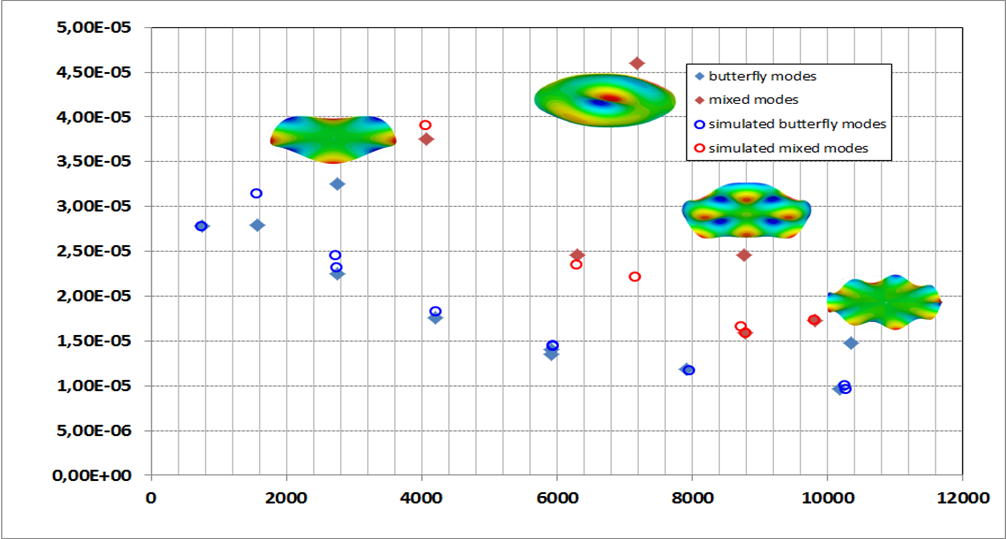 5,00E-05
4,50E-05
4,00E-05
3,50E-05
3,00E-05
2,50E-05
2,00E-05
1,50E-05
1,00E-05
5,00E-06
0,00E+00
butterfly modes
mixed modes
simulated butterfly modes
simulated mixed modes
0 2000 4000 6000 8000 10000 12000